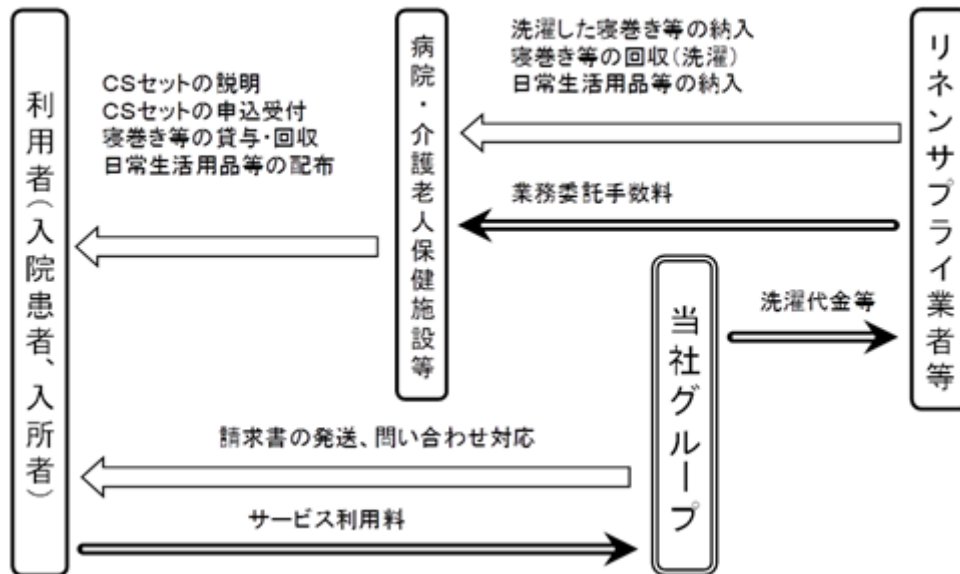 利用者(入院患者、入所者)
CSセットの説明
CSセットの申込受付
寝巻き等の貸与・回収
日常生活用品等の配布
病院・介護老人保健施設等
洗濯した寝巻き等の納入
寝巻き等の回収(洗濯)
日常生活用品等の納入
業務委託手数料
リネンサプライ業者等
当社グループ
洗濯代金等
請求書の発送、問い合わせ対応
サービス利用料